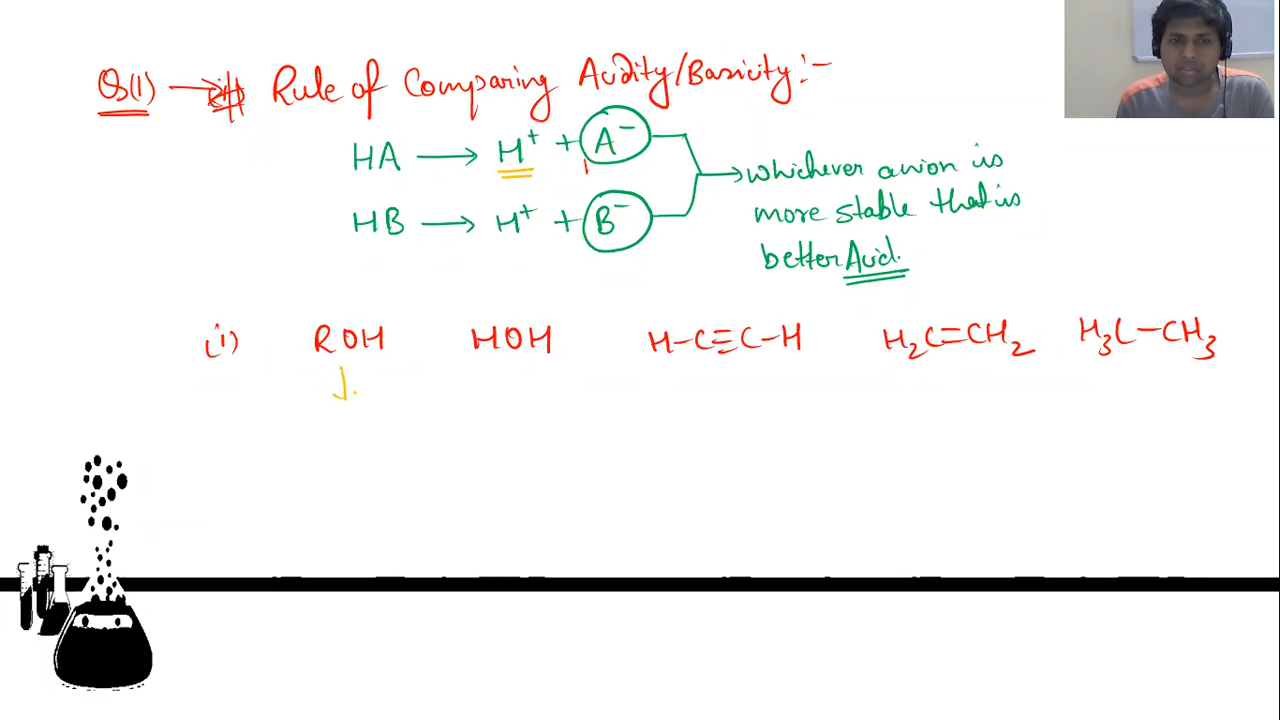 Q(1) → # Rule of Comparing Acidity/Basicity:-
HA → H⁺ + A⁻
HB → H⁺ + B⁻
whichever anion is
more stable that is
better Acid.
(i) ROH HOH H-C≡C-H H₂C=CH₂ H₃C-CH₃